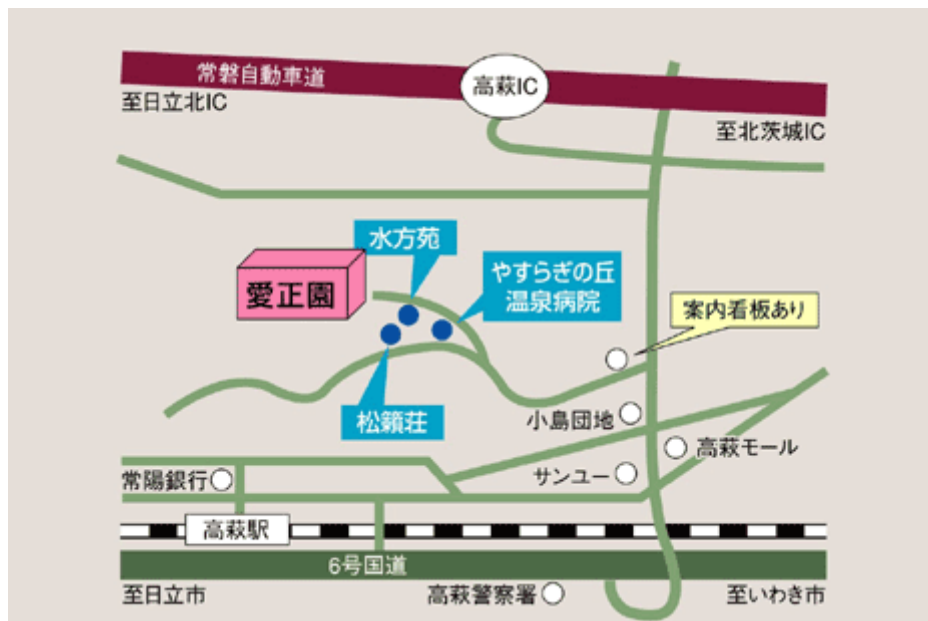 常磐自動車道
高萩IC
至日立北IC
至北茨城IC
水方苑
愛正園
やすらぎの丘
温泉病院
案内看板あり
松籟荘
小島団地
高萩モール
常陽銀行
サンユー
高萩駅
6号国道
至日立市
高萩警察署
至いわき市